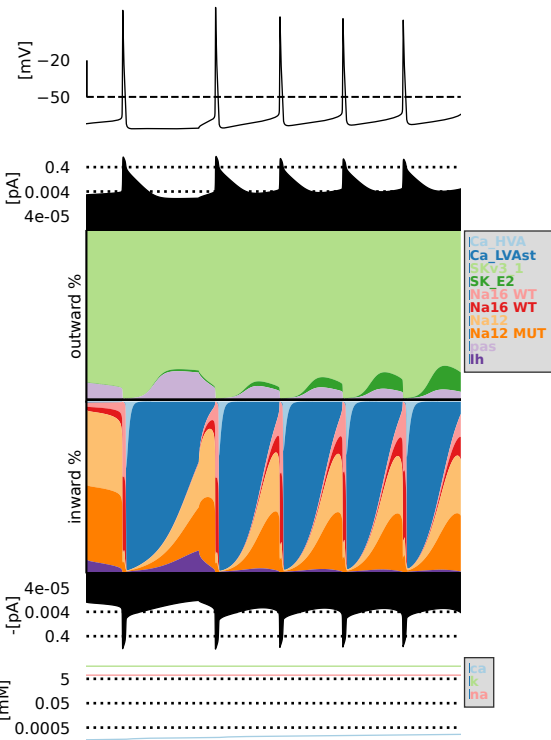 [mV]
−20
−50
[pA]
0.4
0.004
4e-05
outward %
Ca_HVA
Ca_LVAst
SKv3_1
SK_E2
Na16 WT
Na16 WT
Na12
Na12 MUT
pas
Ih
inward %
-[pA]
4e-05
0.004
0.4
[mM]
5
0.05
0.0005
ca
k
na